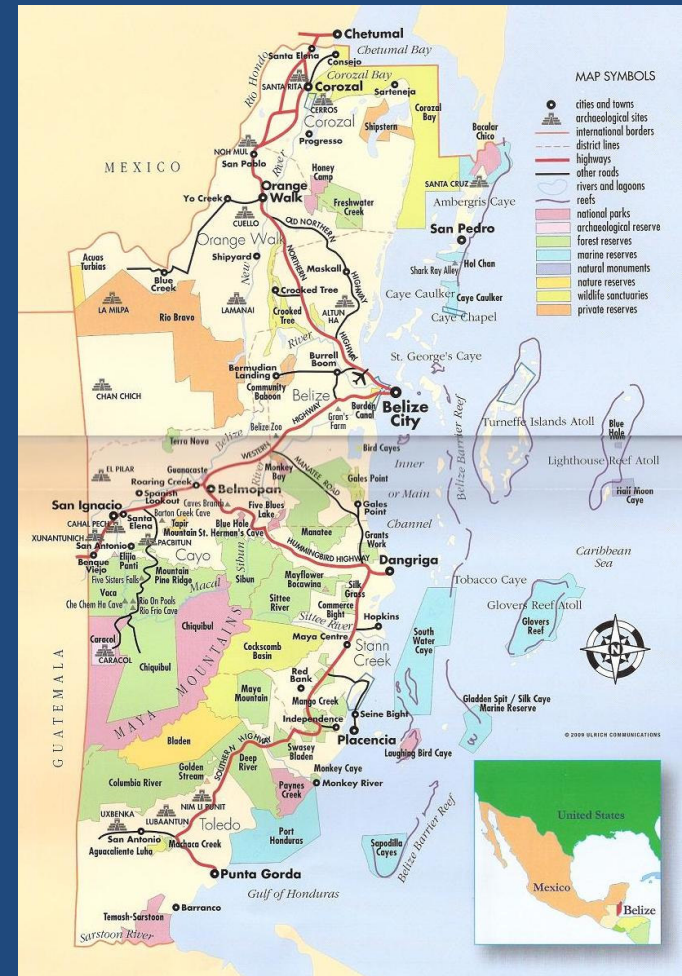 Chetumal
Chetumal Bay
Santa Elena
Consejo
Corozal Bay
Rio Hondo
SANTA RITA
Corozal
Sarteneja
CERROS
Corozal
Shipstern
Corozal
Bay
Bacalar
Chico
Progresso
NOH MUL
San Pablo
River
MEXICO
Honey
Camp
SANTA CRUZ
Orange
Walk
Yo Creek
Freshwater
Creek
Ambergris Caye
CUELLO
OLD NORTHERN
HIGHWAY
San Pedro
Orange Walk
Shipyard
New
NORTHERN
HIGHWAY
Maskall
Hol Chan
Shark Ray Alley
Acuas
Turbias
Blue
Creek
Crooked Tree
Caye Caulker
Caye Caulker
LA MILPA
Rio Bravo
LAMANAI
Crooked
Tree
ALTUN
HA
Caye Chapel
River
St. George's Caye
Burrell
Boom
Bermudian
Landing
Community
Baboon
CHAN CHICH
Belize
Belize
City
Burdon
Canal
Gran's
Farm
HIGHWAY
Turneffe Islands Atoll
Blue
Hole
Belize Zoo
Belize
WESTERN
Terra Nova
Bird Cayes
Belize Barrier Reef
Lighthouse Reef Atoll
EL PILAR
Guanacaste
River
Monkey
Bay
MANATEE ROAD
Inner
or Main
Channel
Gales Point
Roaring Creek
Belmopan
Half Moon
Caye
Spanish
Lookout
Caves Branch
Five Blues
Lake
Gales
Point
San Ignacio
Santa
Elena
Barton Creek Cave
CAHAL PECH
Tapir
Mountain
Blue Hole
St. Herman's Cave
Manatee
Grants
Work
XUNANTUNICH
PACBITUN
San Antonio
Cayo
HUMMINGBIRD HIGHWAY
Caribbean
Sea
Benque
Viejo
Elijio
Panti
Mountain
Pine Ridge
Sibun
Dangriga
Five Sisters Falls
Macal
Sibun
Mayflower
Bocawina
Silk
Grass
Tobacco Caye
Vaca
Rio On Pools
Che Chem Ha Cave
Rio Frio Cave
Sittee
River
Commerce
Bight
Glovers Reef Atoll
Glovers
Reef
Chiquibul
Sittee River
Hopkins
South
Water
Caye
Maya Centre
Caracol
CARACOL
Cockscomb
Basin
Stann
Creek
Chiquibul
MAYA MOUNTAINS
Red
Bank
Maya
Mountain
Mango Creek
Gladden Spit / Silk Caye
Marine Reserve
GUATEMALA
Independence
Seine Bight
Placencia
Bladen
SOUTHERN HIGHWAY
Swasey
Bladen
Laughing Bird Caye
© 2009 ULRICH COMMUNICATIONS
Golden
Stream
Deep
River
Monkey Caye
Columbia River
Paynes
Creek
Monkey River
NIM LI PUNIT
UXBENKA
LUBAANTUN
Toledo
Port
Honduras
Sapodilla
Cayes
Belize Barrier Reef
San Antonio
Machaca Creek
Aguacaliente Luha
Punta Gorda
Gulf of Honduras
Barranco
Temash-Sarstoon
Sarstoon River
MAP SYMBOLS
cities and towns
archaeological sites
international borders
district lines
highways
other roads
rivers and lagoons
reefs
national parks
archaeological reserve
forest reserves
marine reserves
natural monuments
nature reserves
wildlife sanctuaries
private reserves
United States
Mexico
Belize